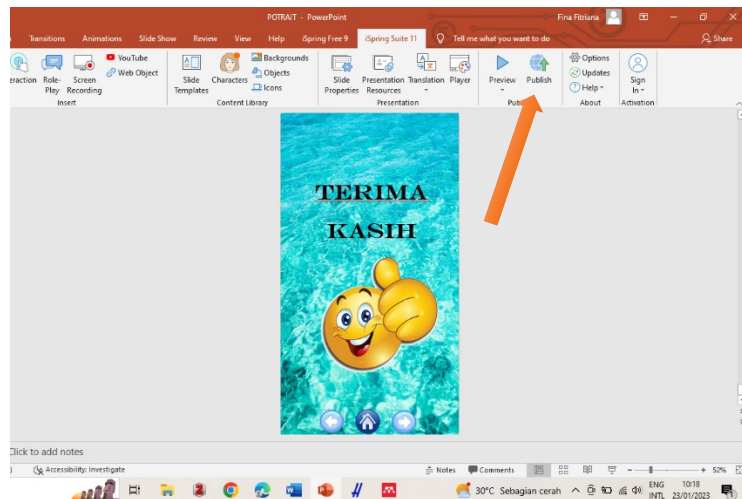 POTRAIT - PowerPoint
Fina Fitriana
Transitions Animations Slide Show Review View Help iSpring Free 9 iSpring Suite 11 Tell me what you want to do Share
eraction
Role-Play
Screen Recording
YouTube
Web Object
Insert
Slide Templates
Characters
Backgrounds
Objects
Icons
Content Library
Slide Properties
Presentation Resources
Translation
Player
Presentation
Preview
Publish
Options
Updates
Help
About
Sign In
Activation
TERIMA
KASIH
Click to add notes
Accessibility: Investigate
Notes Comments 52%
30°C Sebagian cerah
ENG
INTL
10:18
23/01/2023